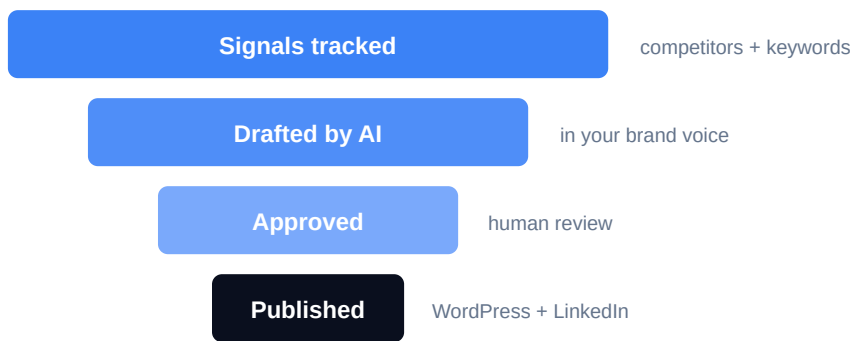 Signals tracked
competitors + keywords
Drafted by AI
in your brand voice
Approved
human review
Published
WordPress + LinkedIn